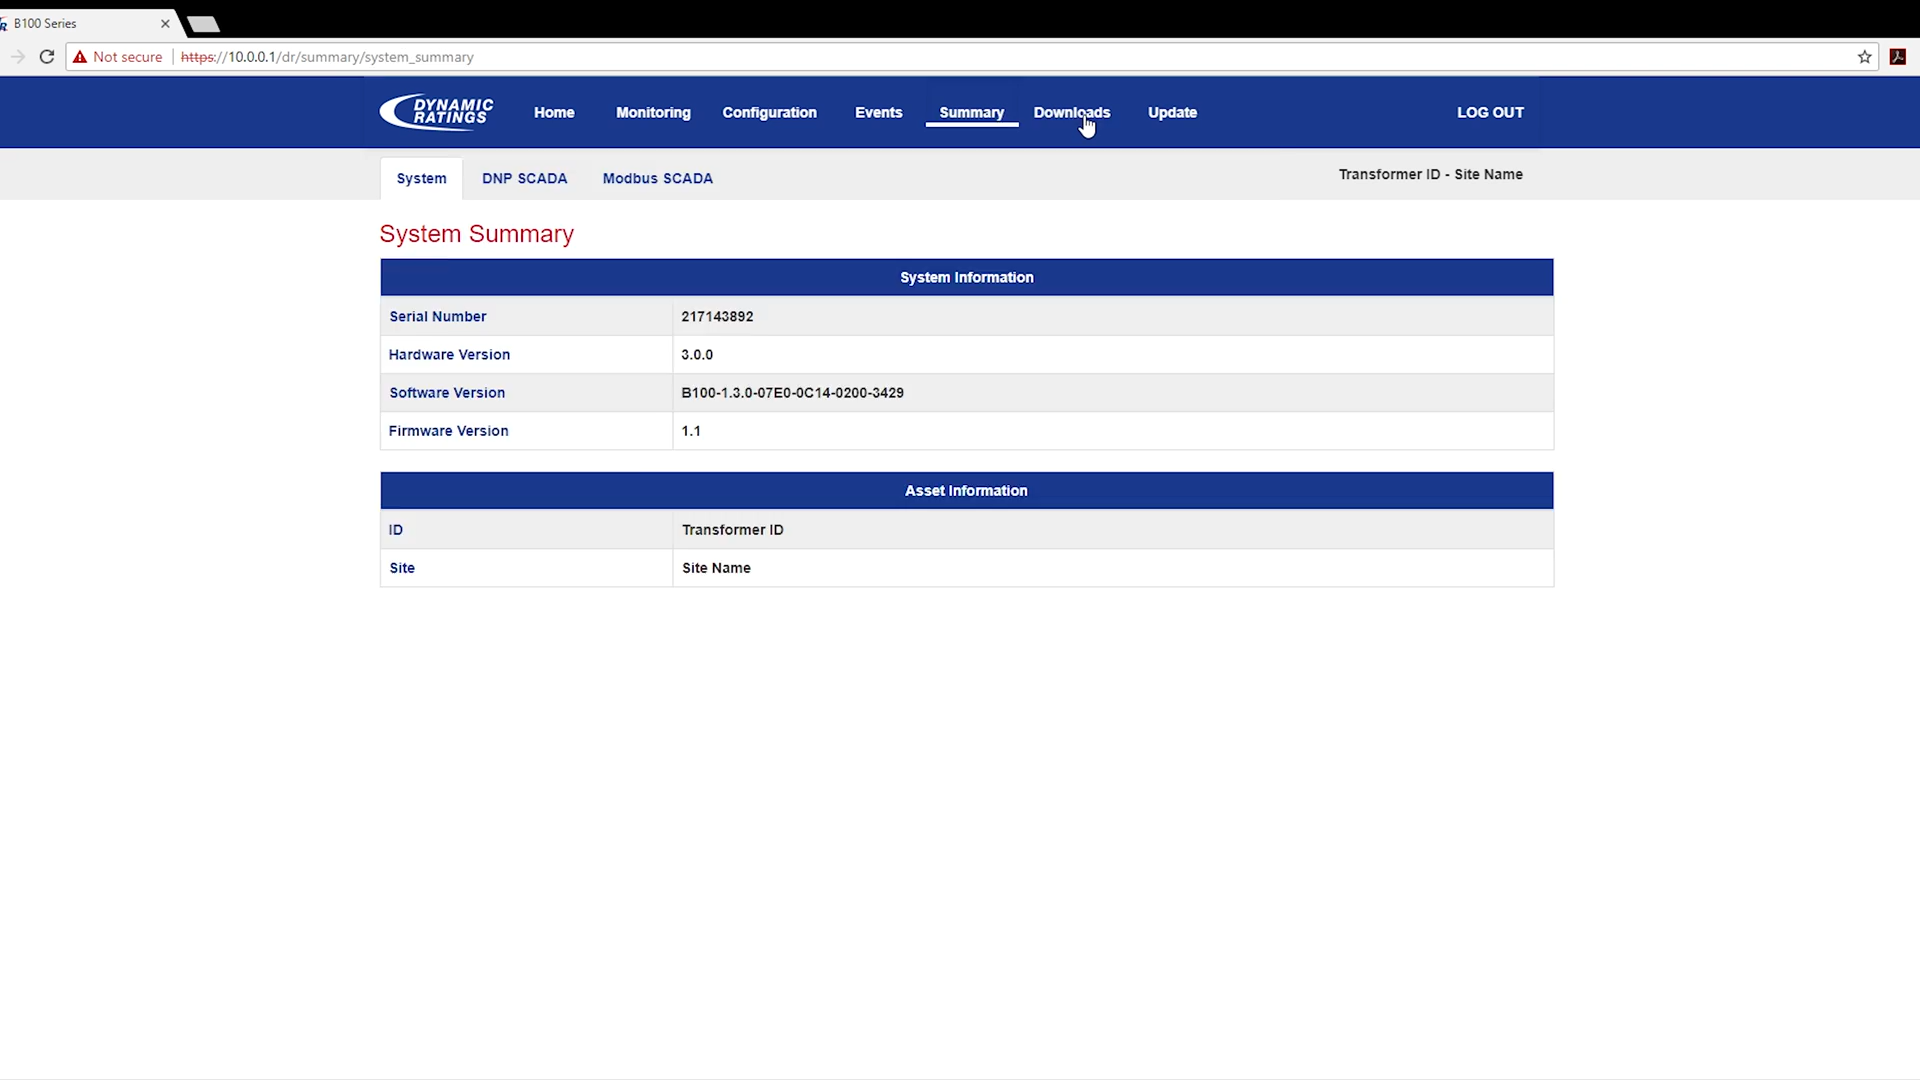 B100 Series
Not secure https://10.0.0.1/dr/summary/system_summary
DYNAMIC RATINGS Home Monitoring Configuration Events Summary Downloads Update LOG OUT
System DNP SCADA Modbus SCADA Transformer ID - Site Name
System Summary
System Information
Serial Number 217143892
Hardware Version 3.0.0
Software Version B100-1.3.0-07E0-0C14-0200-3429
Firmware Version 1.1
Asset Information
ID Transformer ID
Site Site Name